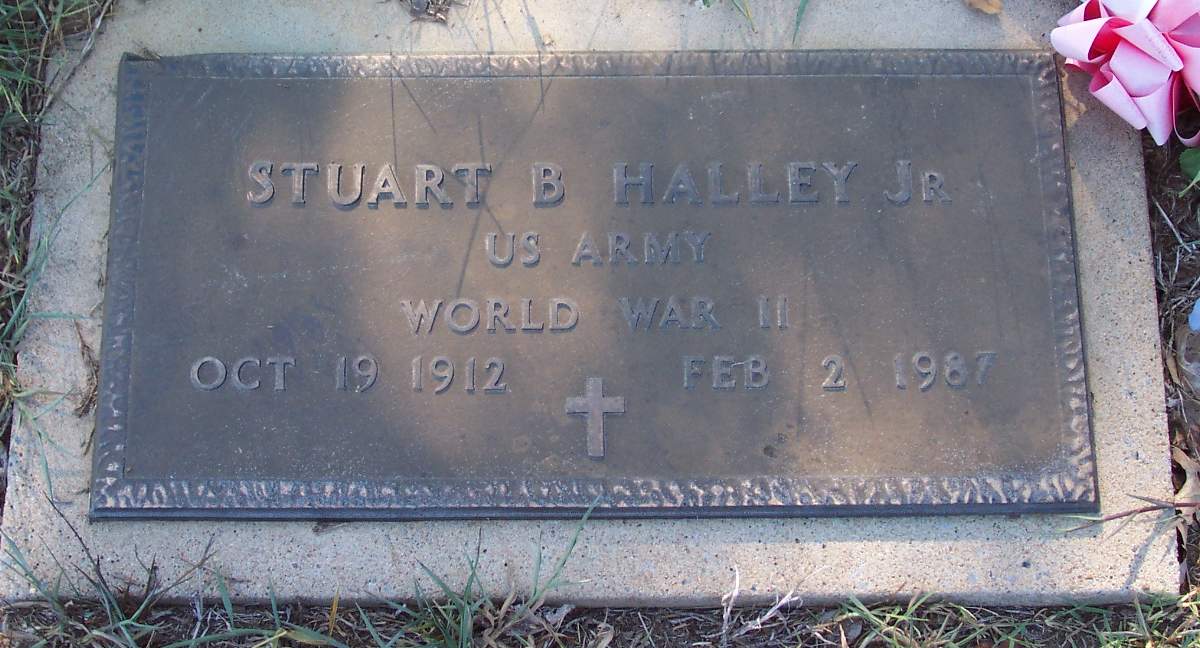 STUART B HALLEY JR
US ARMY
WORLD WAR II
OCT 19 1912 FEB 2 1987